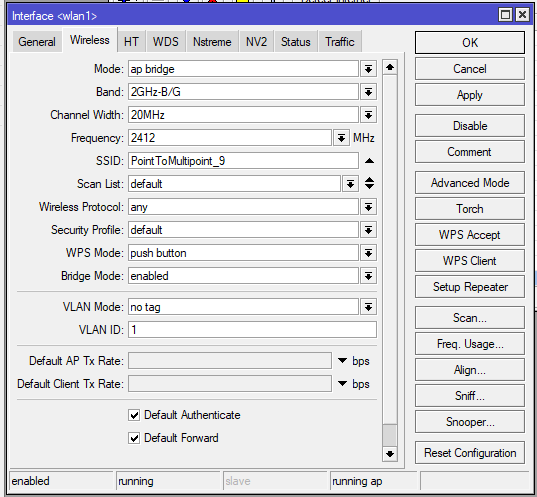 Interface <wlan1>
General Wireless HT WDS Nstreme NV2 Status Traffic
Mode: ap bridge
Band: 2GHz-B/G
Channel Width: 20MHz
Frequency: 2412 MHz
SSID: PointToMultipoint_9
Scan List: default
Wireless Protocol: any
Security Profile: default
WPS Mode: push button
Bridge Mode: enabled
VLAN Mode: no tag
VLAN ID: 1
Default AP Tx Rate: bps
Default Client Tx Rate: bps
Default Authenticate
Default Forward
OK
Cancel
Apply
Disable
Comment
Advanced Mode
Torch
WPS Accept
WPS Client
Setup Repeater
Scan...
Freq. Usage...
Align...
Sniff...
Snooper...
Reset Configuration
enabled running slave running ap